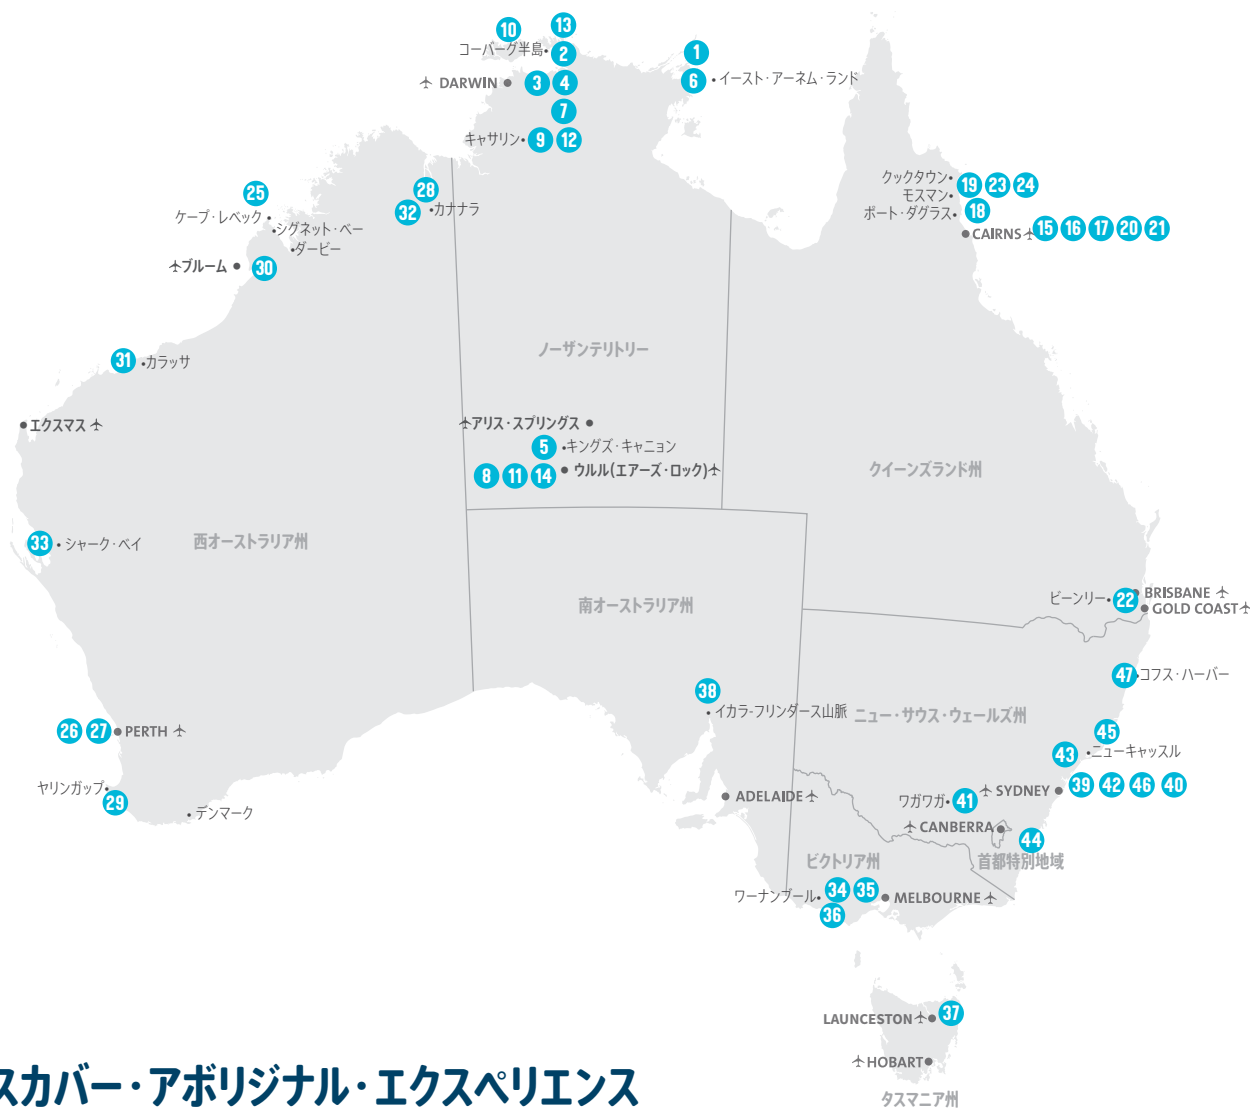 10
13
コーバーグ半島
2
1
DARWIN
3 4
6
イースト・アーネム・ランド
7
キャサリン
9 12
クックタウン
19 23 24
モスマン
ポート・ダグラス
18
CAIRNS
15 16 17 20 21
25
28
32
カナナラ
ケープ・レベック
シグネット・ベー
ダービー
ブルーム
30
ノーザンテリトリー
31
カラッサ
エクスマス
アリス・スプリングス
5
キングズ・キャニョン
8 11 14
ウルル(エアーズ・ロック)
クイーンズランド州
33
シャーク・ベイ
西オーストラリア州
南オーストラリア州
ビーンリー
22
BRISBANE
GOLD COAST
47
コフス・ハーバー
38
イカラ-フリンダース山脈
ニュー・サウス・ウェールズ州
26 27
PERTH
45
43
ニューキャッスル
ヤリンガップ
29
デンマーク
ADELAIDE
ワガワガ
41
SYDNEY
39 42 46 40
CANBERRA
44
首都特別地域
ビクトリア州
ワーナンブール
34 35
36
MELBOURNE
LAUNCESTON
37
HOBART
タスマニア州
スカバー・アボリジナル・エクスペリエンス